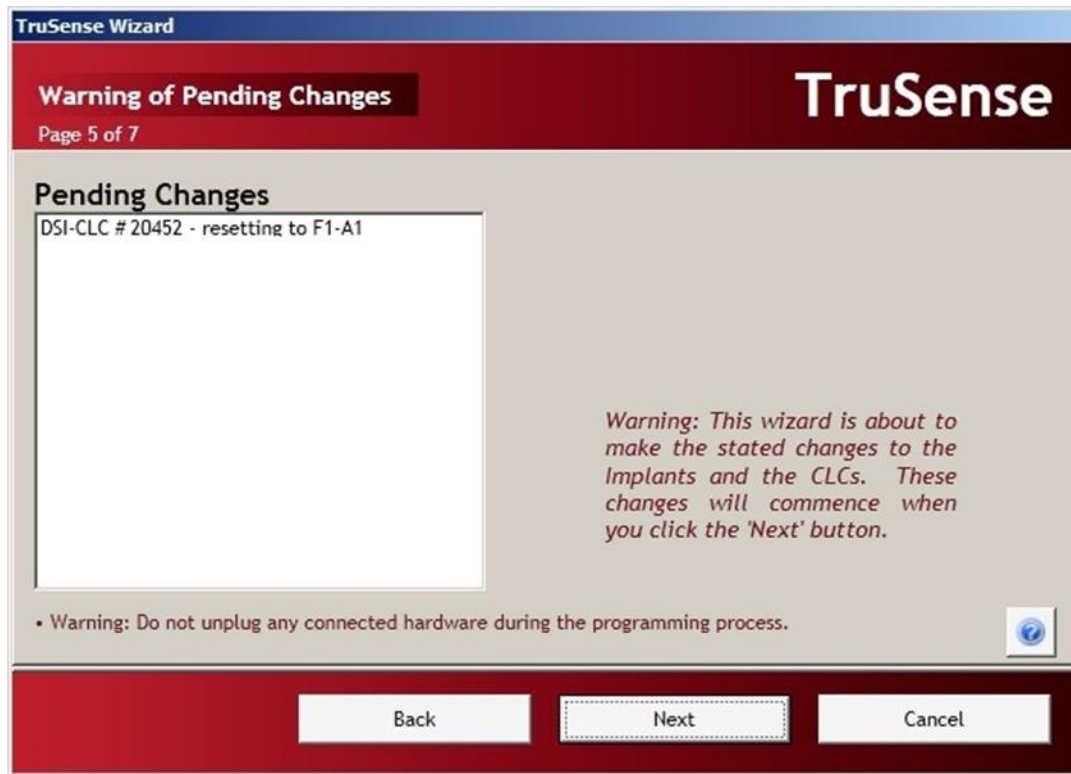 TruSense Wizard
Warning of Pending Changes
TruSense
Page 5 of 7
Pending Changes
DSI-CLC # 20452 - resetting to F1-A1
Warning: This wizard is about to
make the stated changes to the
Implants and the CLCs. These
changes will commence when
you click the 'Next' button.
• Warning: Do not unplug any connected hardware during the programming process.
?
Back
Next
Cancel